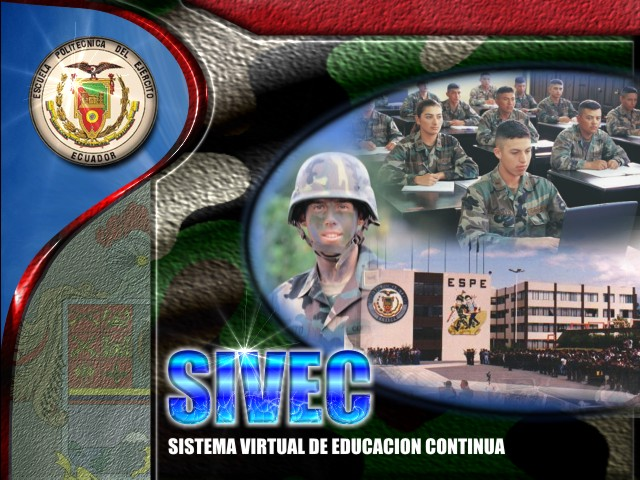 ESCUELA POLITECNICA DEL EJERCITO
ECUADOR
ESPE
SIVEC
SISTEMA VIRTUAL DE EDUCACION CONTINUA